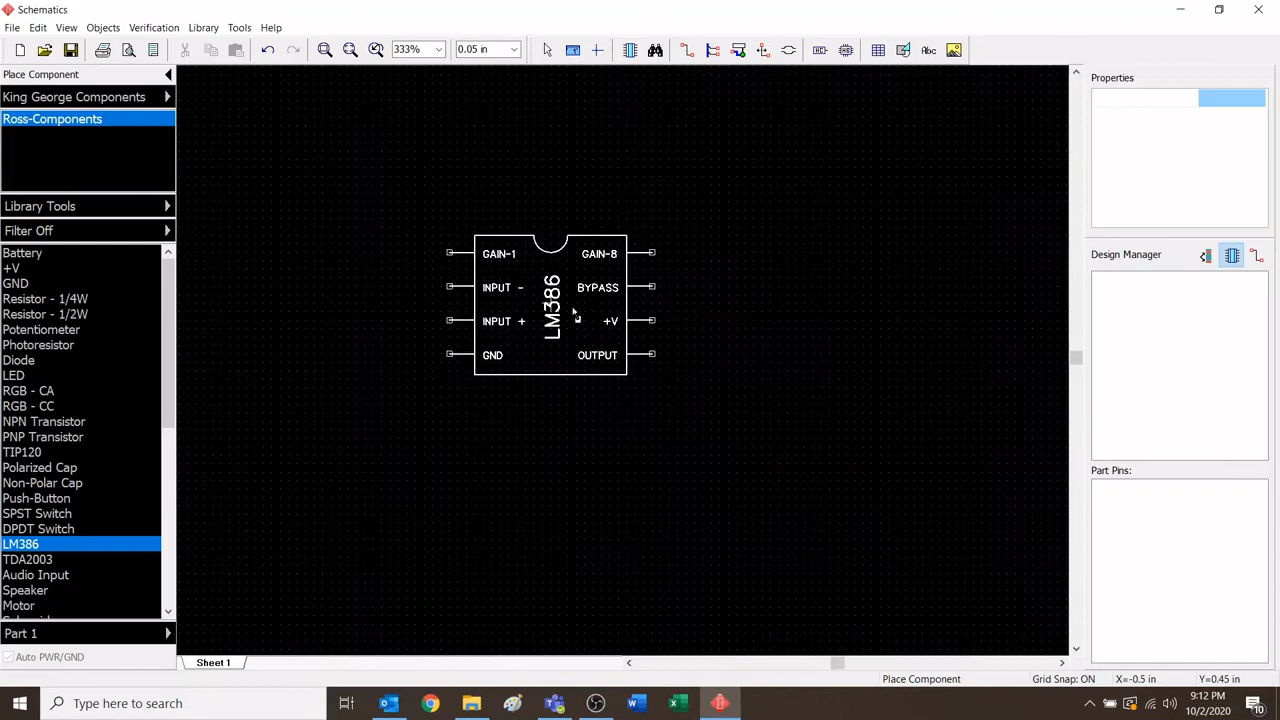 Schematics
File Edit View Objects Verification Library Tools Help
333% 0.05 in Abc
Place Component
King George Components
Ross-Components
Library Tools
Filter Off
Battery
+V
GND
Resistor - 1/4W
Resistor - 1/2W
Potentiometer
Photoresistor
Diode
LED
RGB - CA
RGB - CC
NPN Transistor
PNP Transistor
TIP120
Polarized Cap
Non-Polar Cap
Push-Button
SPST Switch
DPDT Switch
LM386
TDA2003
Audio Input
Speaker
Motor
Part 1
Auto PWR/GND
GAIN-1 GAIN-8
INPUT - BYPASS
INPUT + +V
GND OUTPUT
LM386
Properties
Design Manager
Part Pins:
Sheet 1
Place Component Grid Snap: ON X=-0.5 in Y=0.45 in
Type here to search
9:12 PM
10/2/2020